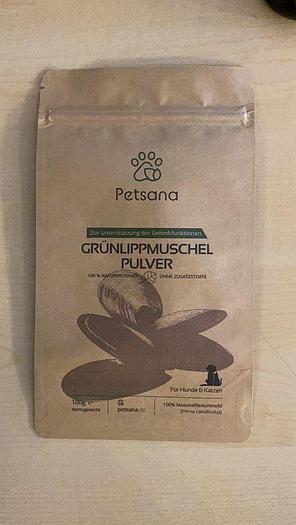 Petsana
Zur Unterstützung der Gelenkfunktionen
GRÜNLIPPMUSCHEL
PULVER
100 % NATURPRODUKT OHNE ZUSATZSTOFFE
Für Hunde & Katzen
100g e
Nettogewicht
petsana.de
100% Muschelfleischmehl
(Perna canaliculus)